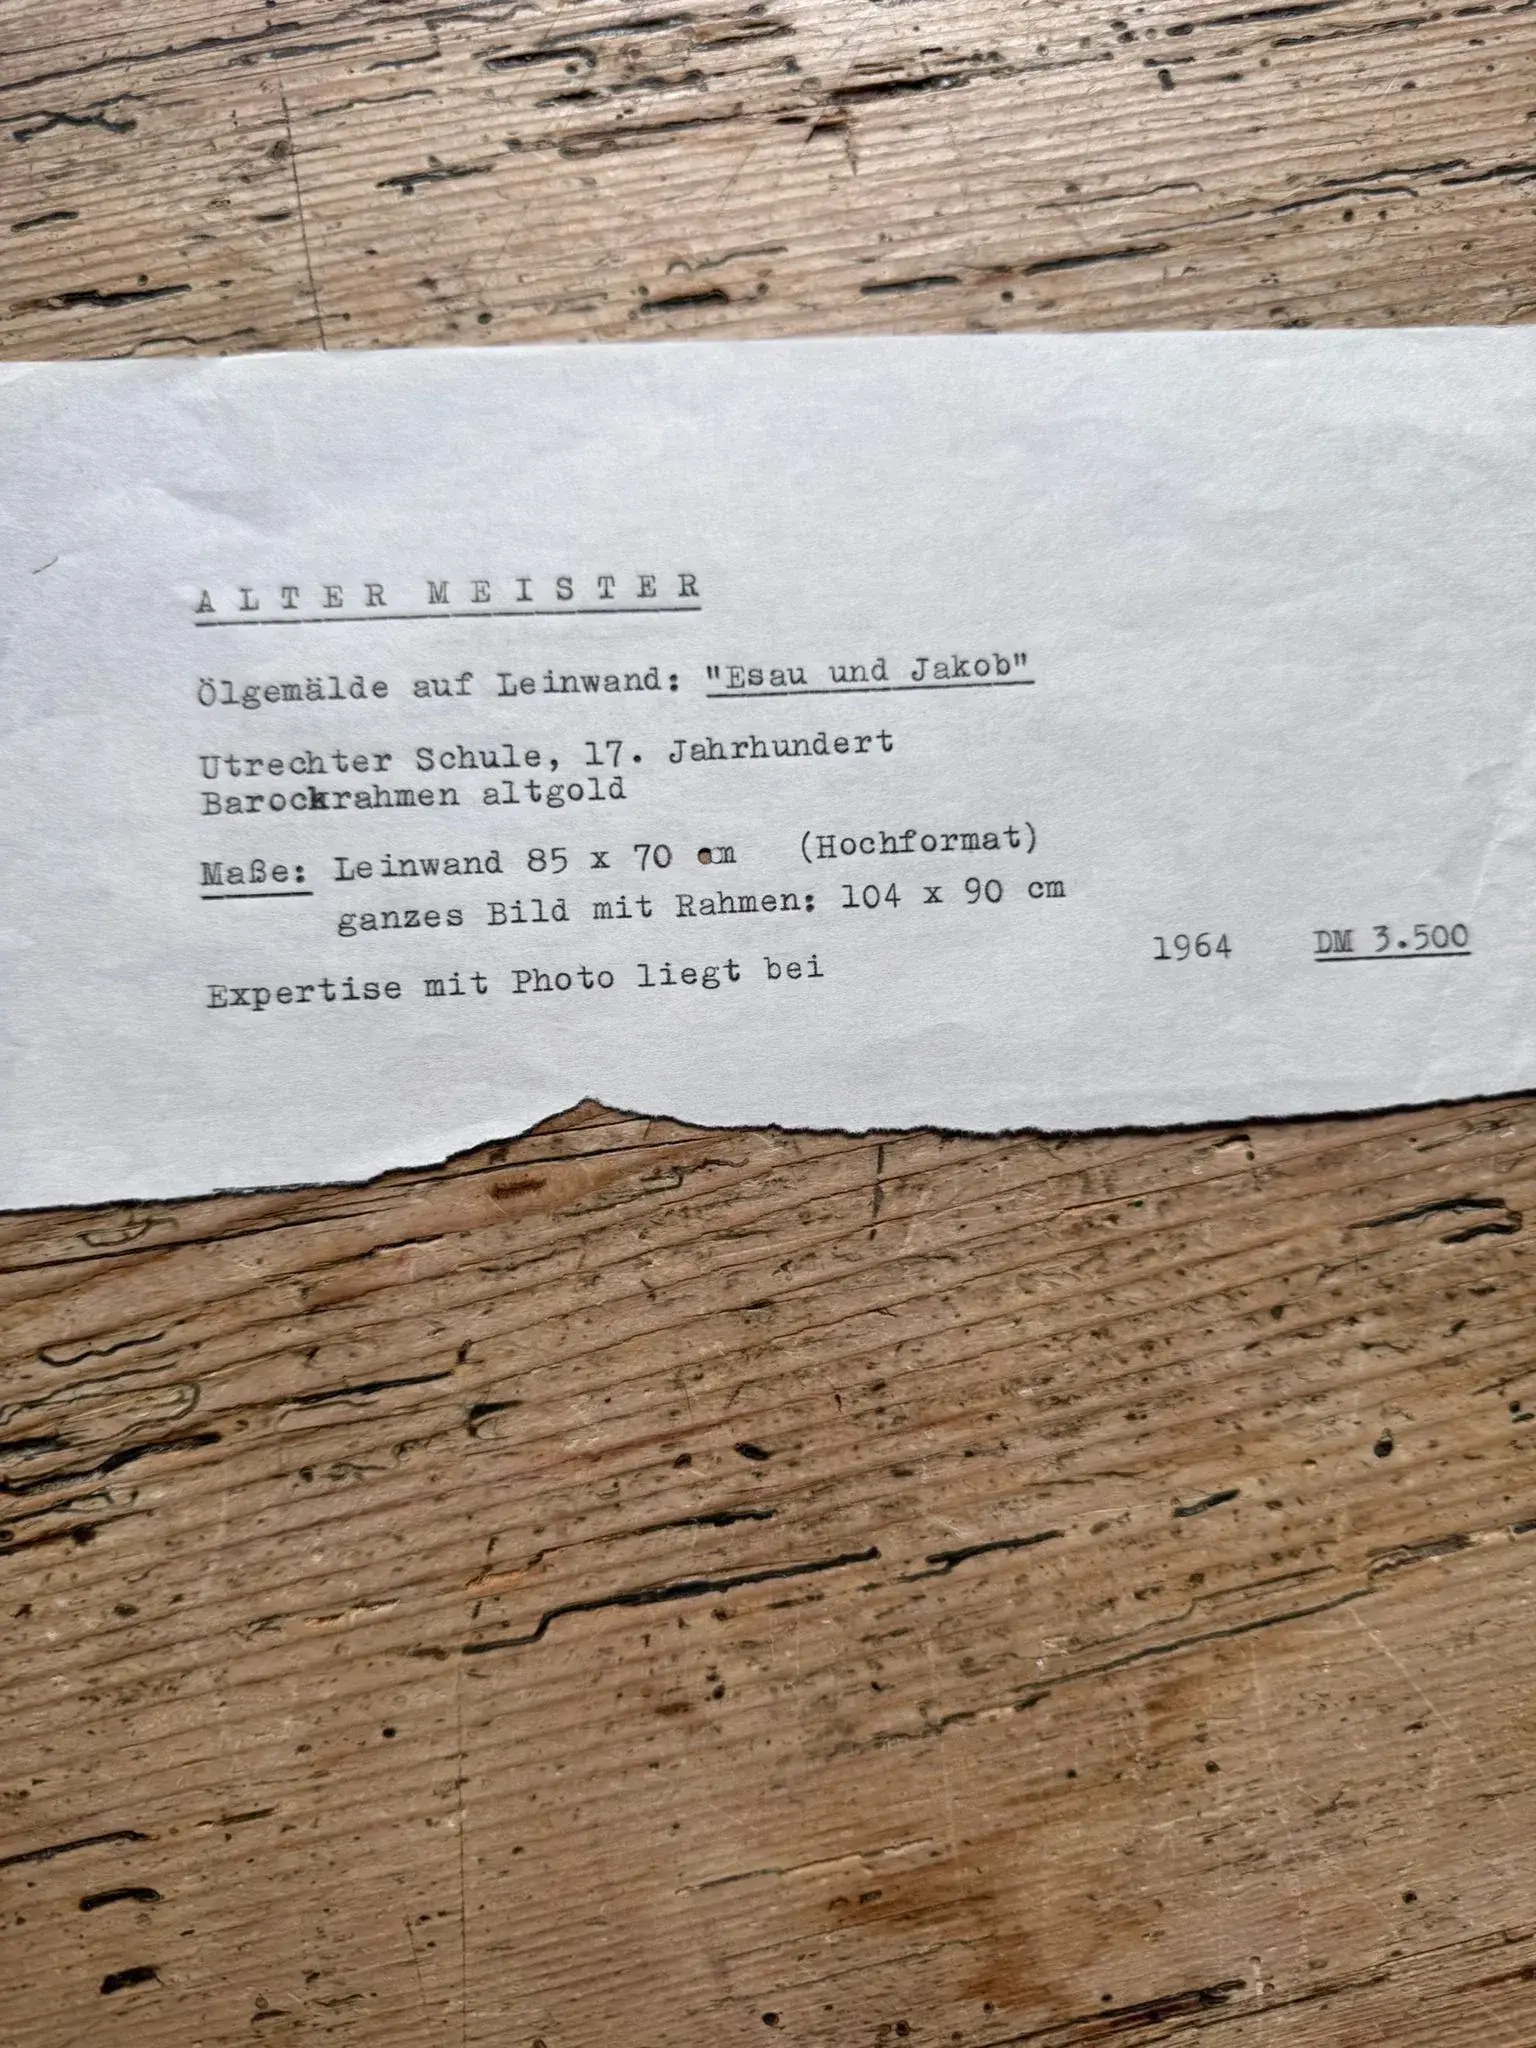 ALTER MEISTER
Ölgemälde auf Leinwand: "Esau und Jakob"
Utrechter Schule, 17. Jahrhundert
Barockrahmen altgold
Maße: Leinwand 85 x 70 cm (Hochformat)
ganzes Bild mit Rahmen: 104 x 90 cm
Expertise mit Photo liegt bei 1964 DM 3.500